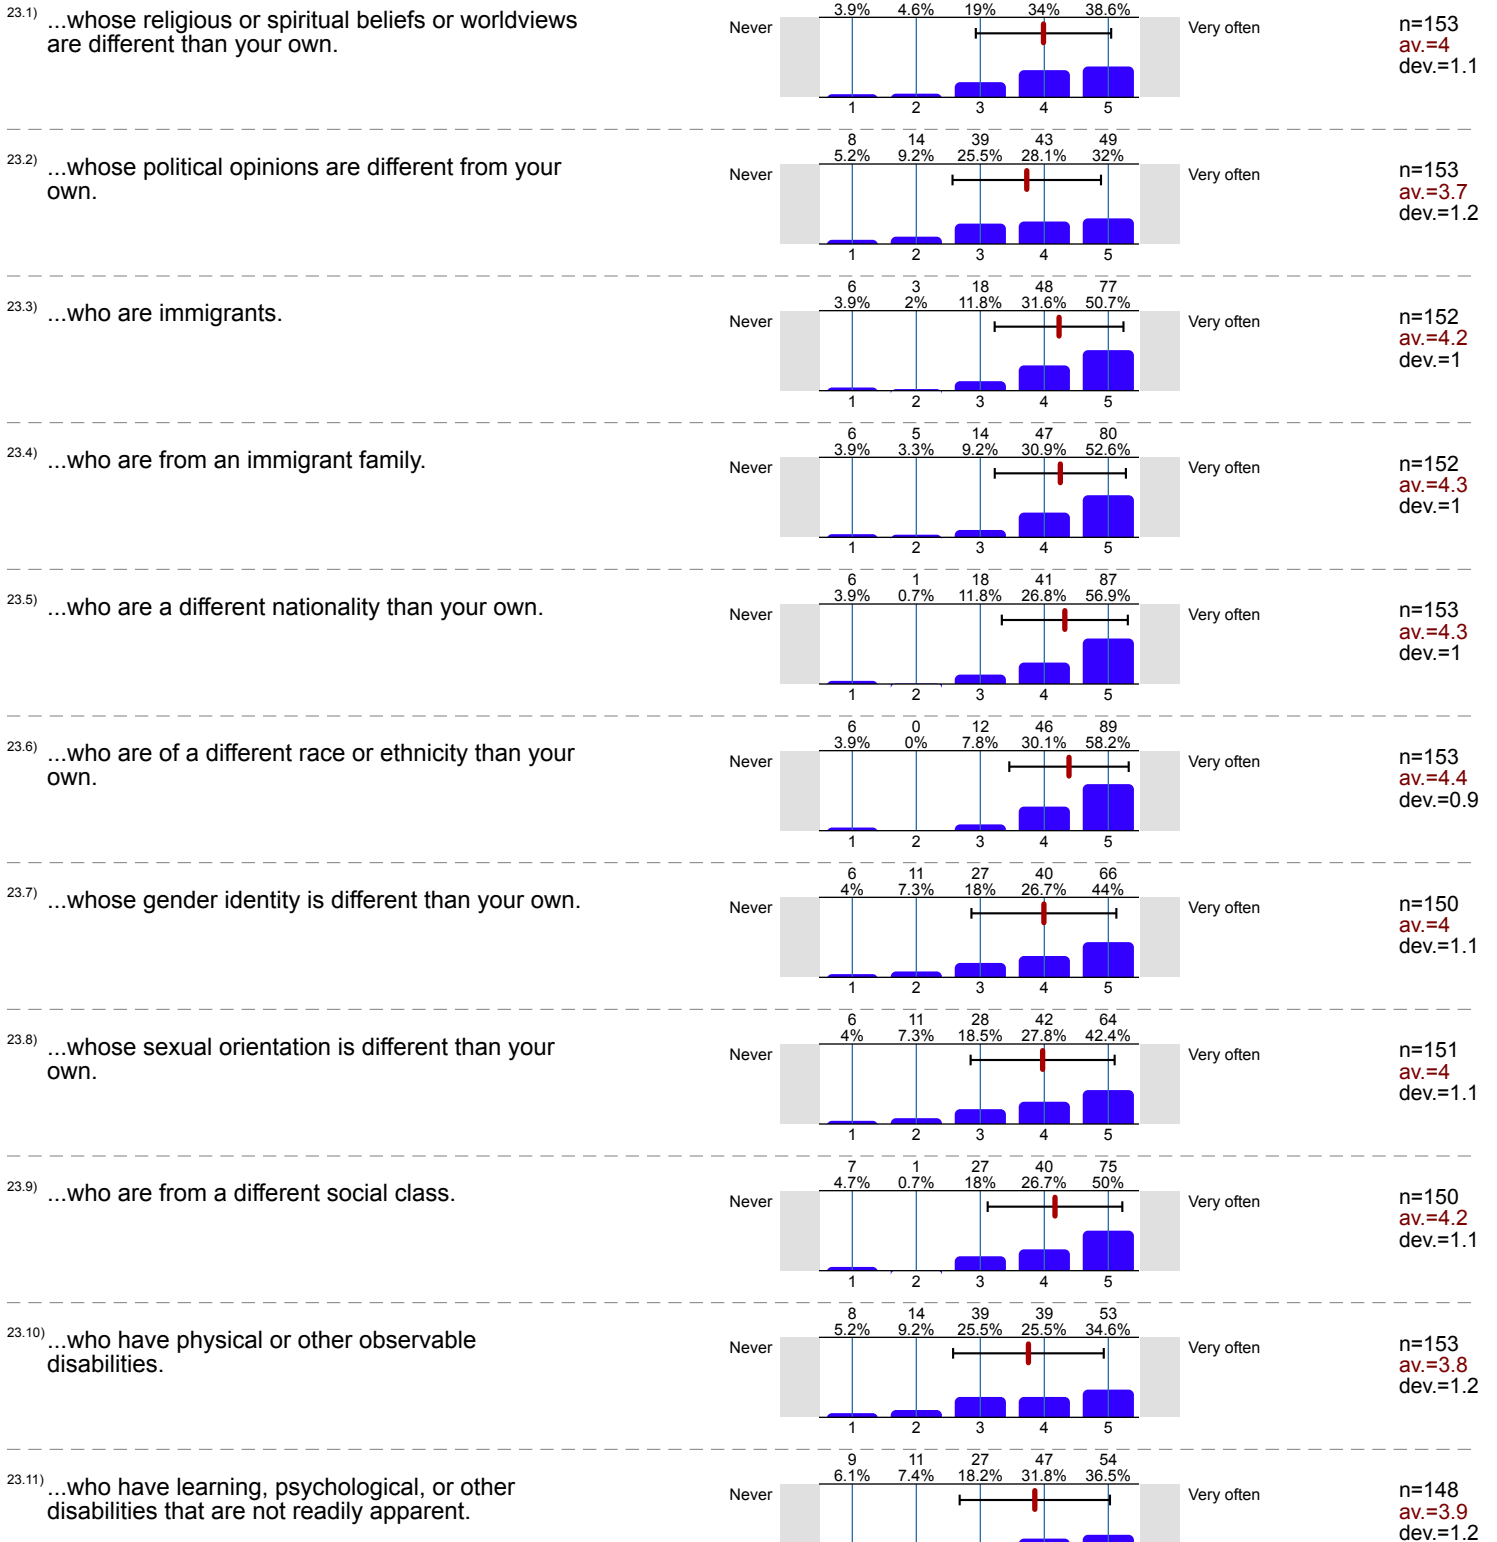 23.1) ...whose religious or spiritual beliefs or worldviews
are different than your own.
3.9% 4.6% 19% 34% 38.6%
Never Very often
1 2 3 4 5
n=153
av.=4
dev.=1.1
8 14 39 43 49
5.2% 9.2% 25.5% 28.1% 32%
23.2) ...whose political opinions are different from your
own.
Never Very often
1 2 3 4 5
n=153
av.=3.7
dev.=1.2
6 3 18 48 77
3.9% 2% 11.8% 31.6% 50.7%
23.3) ...who are immigrants.
Never Very often
1 2 3 4 5
n=152
av.=4.2
dev.=1
6 5 14 47 80
3.9% 3.3% 9.2% 30.9% 52.6%
23.4) ...who are from an immigrant family.
Never Very often
1 2 3 4 5
n=152
av.=4.3
dev.=1
6 1 18 41 87
3.9% 0.7% 11.8% 26.8% 56.9%
23.5) ...who are a different nationality than your own.
Never Very often
1 2 3 4 5
n=153
av.=4.3
dev.=1
6 0 12 46 89
3.9% 0% 7.8% 30.1% 58.2%
23.6) ...who are of a different race or ethnicity than your
own.
Never Very often
1 2 3 4 5
n=153
av.=4.4
dev.=0.9
6 11 27 40 66
4% 7.3% 18% 26.7% 44%
23.7) ...whose gender identity is different than your own.
Never Very often
1 2 3 4 5
n=150
av.=4
dev.=1.1
6 11 28 42 64
4% 7.3% 18.5% 27.8% 42.4%
23.8) ...whose sexual orientation is different than your
own.
Never Very often
1 2 3 4 5
n=151
av.=4
dev.=1.1
7 1 27 40 75
4.7% 0.7% 18% 26.7% 50%
23.9) ...who are from a different social class.
Never Very often
1 2 3 4 5
n=150
av.=4.2
dev.=1.1
8 14 39 39 53
5.2% 9.2% 25.5% 25.5% 34.6%
23.10) ...who have physical or other observable
disabilities.
Never Very often
1 2 3 4 5
n=153
av.=3.8
dev.=1.2
9 11 27 47 54
6.1% 7.4% 18.2% 31.8% 36.5%
23.11) ...who have learning, psychological, or other
disabilities that are not readily apparent.
Never Very often
n=148
av.=3.9
dev.=1.2